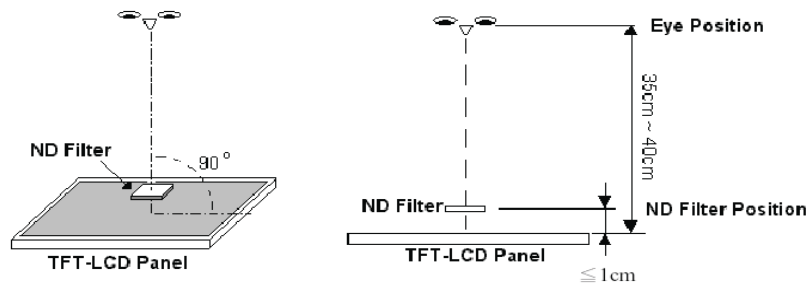 ND Filter
90°
TFT-LCD Panel
Eye Position
35cm ~ 40cm
ND Filter
ND Filter Position
TFT-LCD Panel
≦1cm